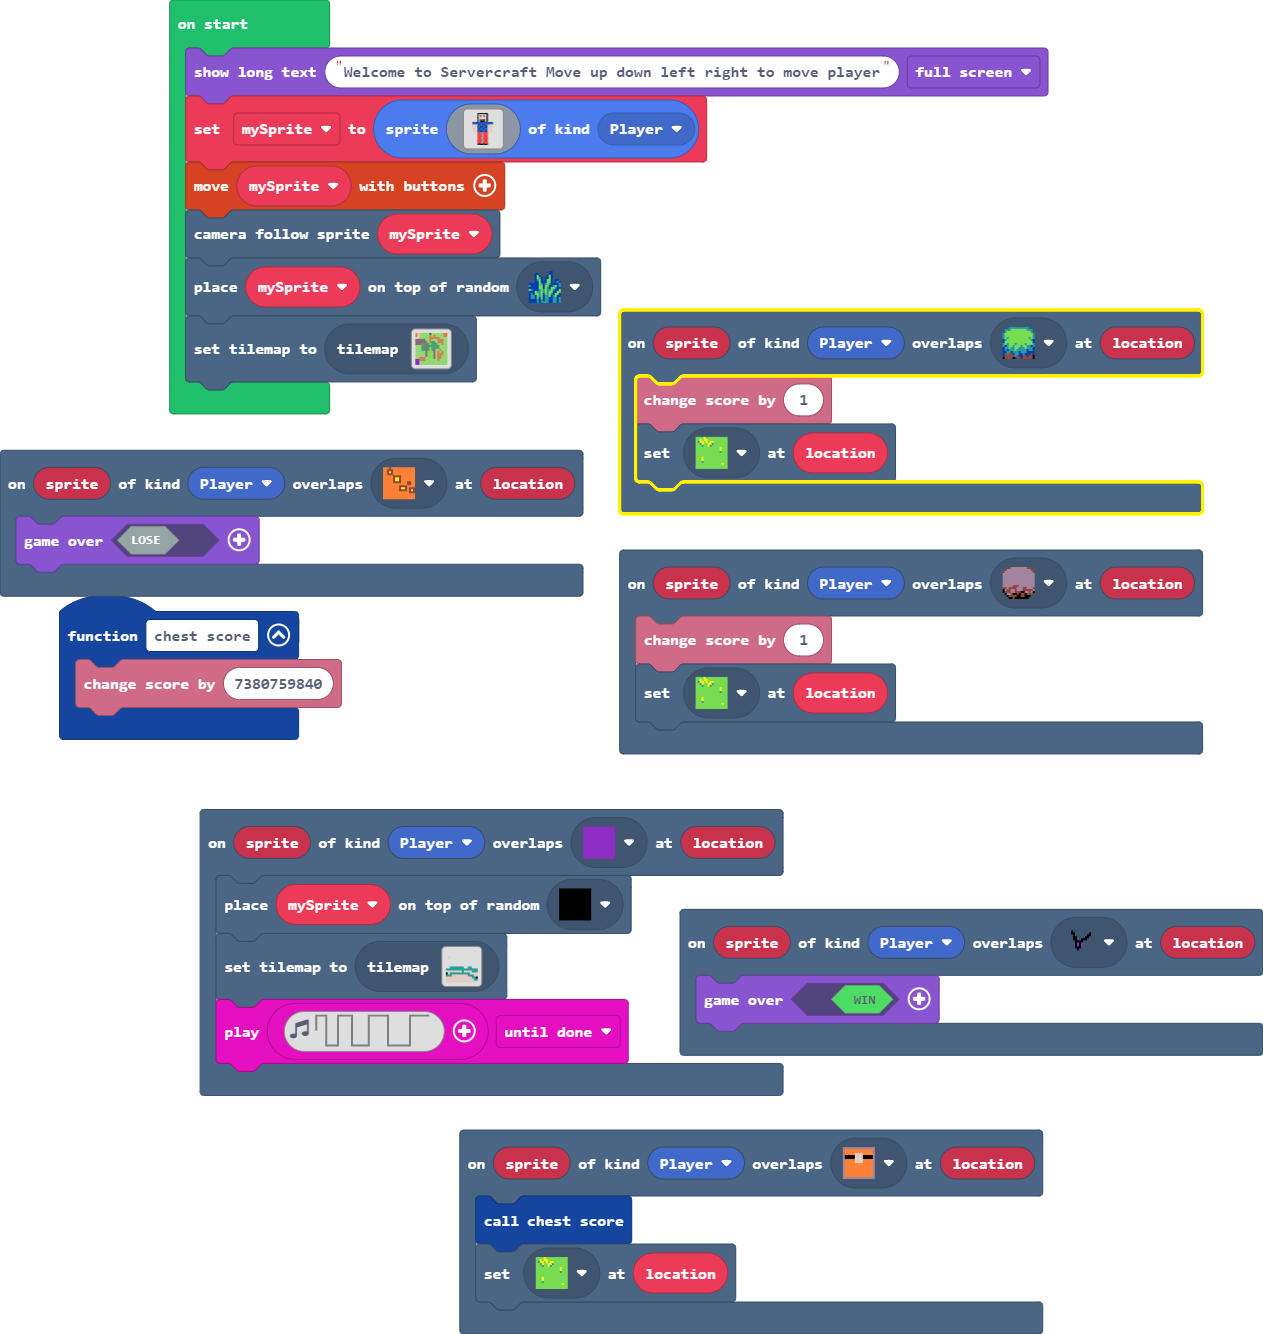 on start
show long text "Welcome to Servercraft Move up down left right to move player" full screen
set mySprite to sprite of kind Player
move mySprite with buttons
camera follow sprite mySprite
place mySprite on top of random
set tilemap to tilemap
on sprite of kind Player overlaps at location
change score by 1
set at location
on sprite of kind Player overlaps at location
game over LOSE
on sprite of kind Player overlaps at location
change score by 1
set at location
function chest score
change score by 7380759840
on sprite of kind Player overlaps at location
place mySprite on top of random
set tilemap to tilemap
play until done
on sprite of kind Player overlaps at location
game over WIN
on sprite of kind Player overlaps at location
call chest score
set at location